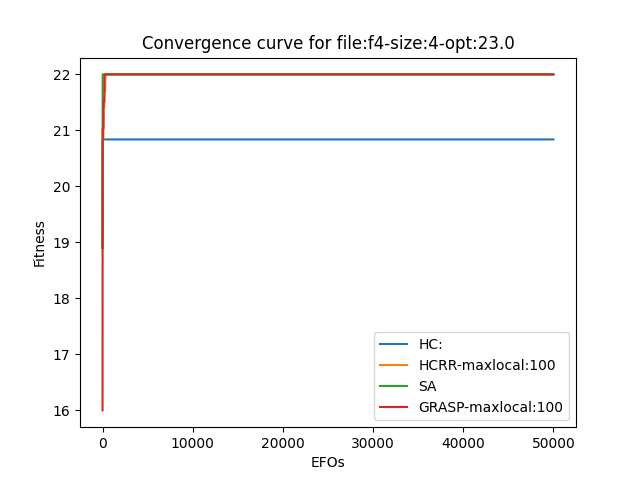 Convergence curve for file:f4-size:4-opt:23.0
22
21
20
19
18
17
16
Fitness
0 10000 20000 30000 40000 50000
EFOs
HC:
HCRR-maxlocal:100
SA
GRASP-maxlocal:100